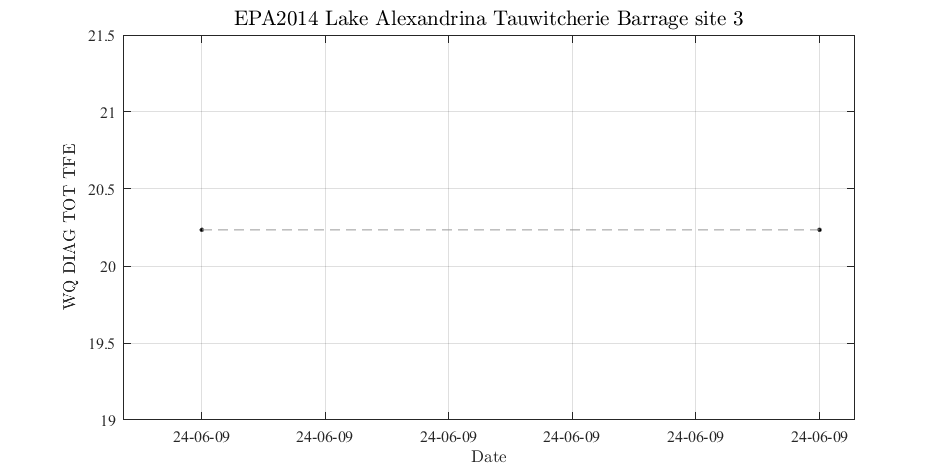 EPA2014 Lake Alexandrina Tauwitcherie Barrage site 3
21.5
21
20.5
20
19.5
19
WQ DIAG TOT TFE
24-06-09 24-06-09 24-06-09 24-06-09 24-06-09 24-06-09
Date